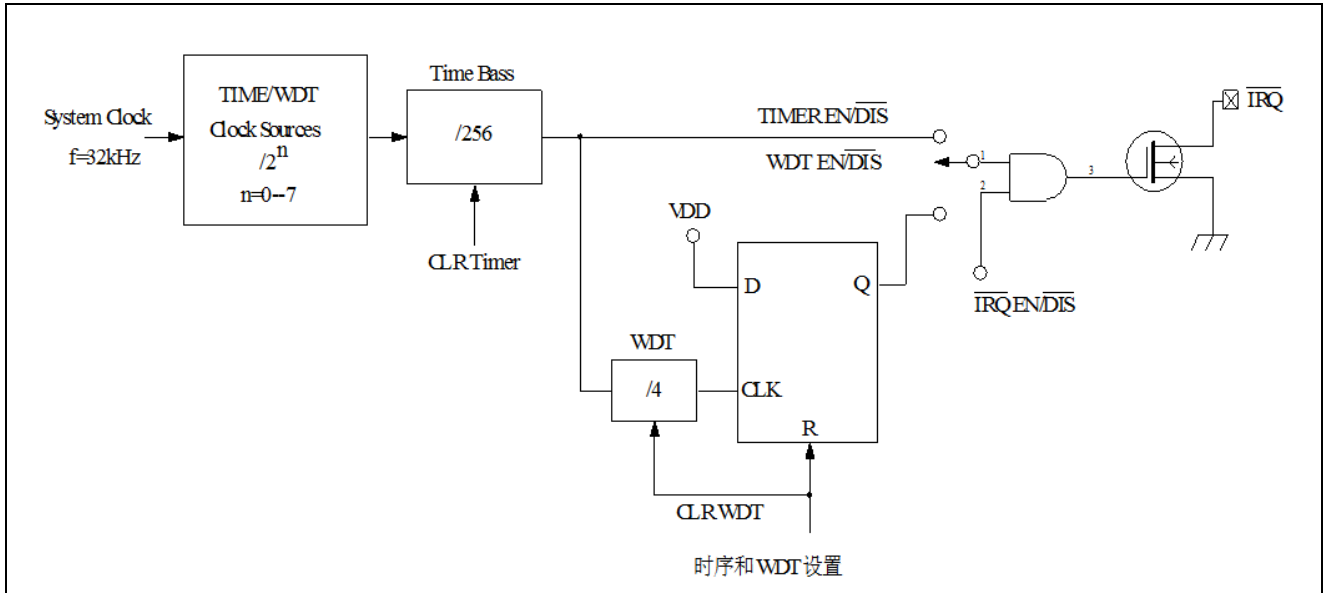 System Clock
f=32kHz
TIME/WDT
Clock Sources
/2^n
n=0--7
Time Bass
/256
CLR Timer
TIMER EN/DIS
WDT EN/DIS
1
2
3
IRQ
IRQ EN/DIS
VDD
D
Q
CLK
R
WDT
/4
CLR WDT
时序和WDT设置